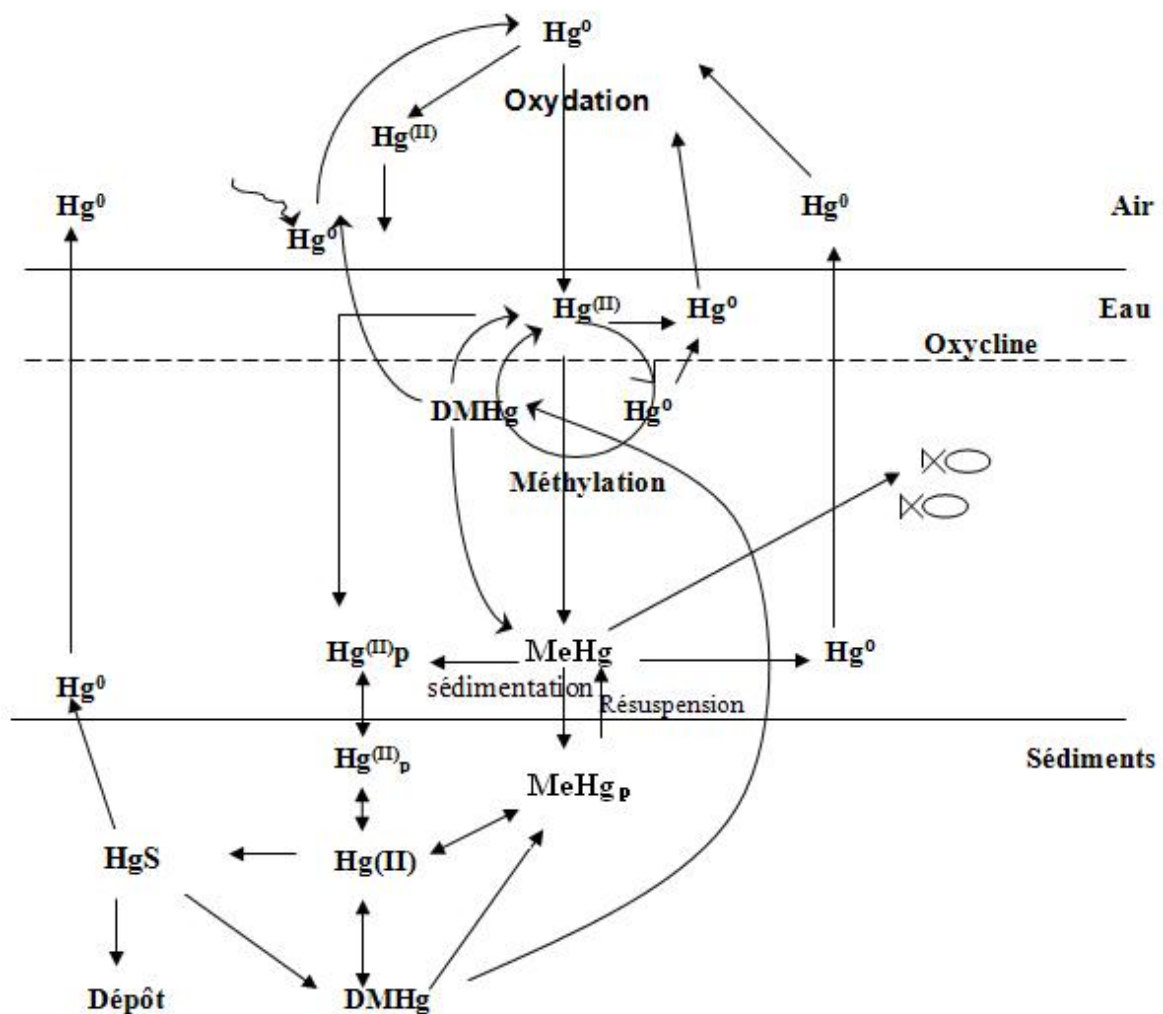 Hg⁰
Oxydation
Hg⁽ᴵᴵ⁾
Hg⁰
Hg⁰
Air
Hg⁰
Hg⁽ᴵᴵ⁾
Hg⁰
Eau
Oxycline
DMHg
Hg⁰
Méthylation
Hg⁽ᴵᴵ⁾p
MeHg
Hg⁰
sédimentation
Hg⁰
Résuspension
Hg⁽ᴵᴵ⁾ₚ
Sédiments
MeHgₚ
HgS
Hg(II)
Dépôt
DMHg